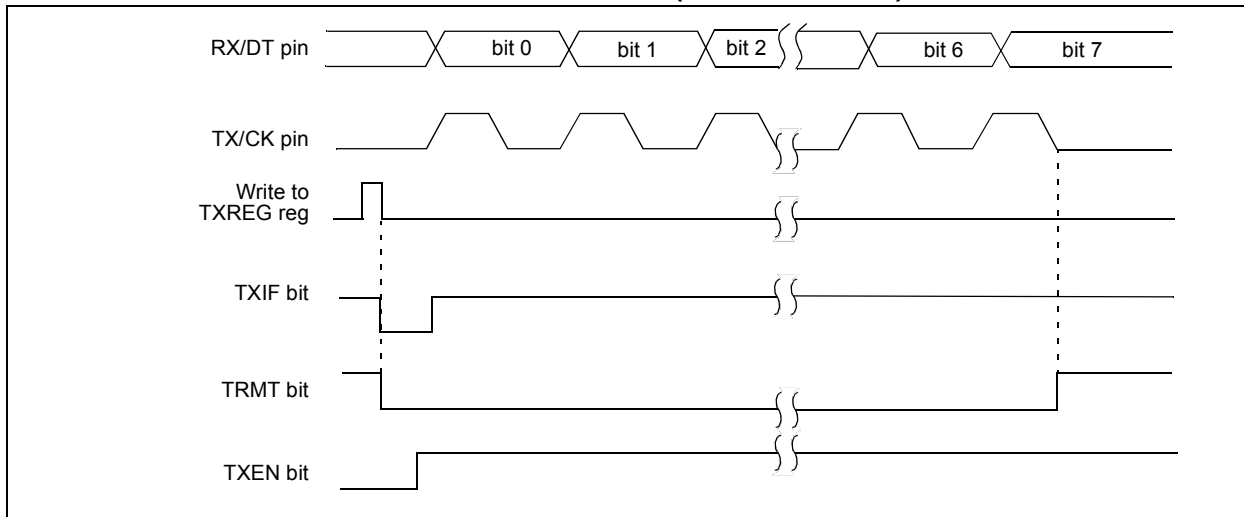 RX/DT pin
bit 0 bit 1 bit 2 bit 6 bit 7
TX/CK pin
Write to
TXREG reg
TXIF bit
TRMT bit
TXEN bit